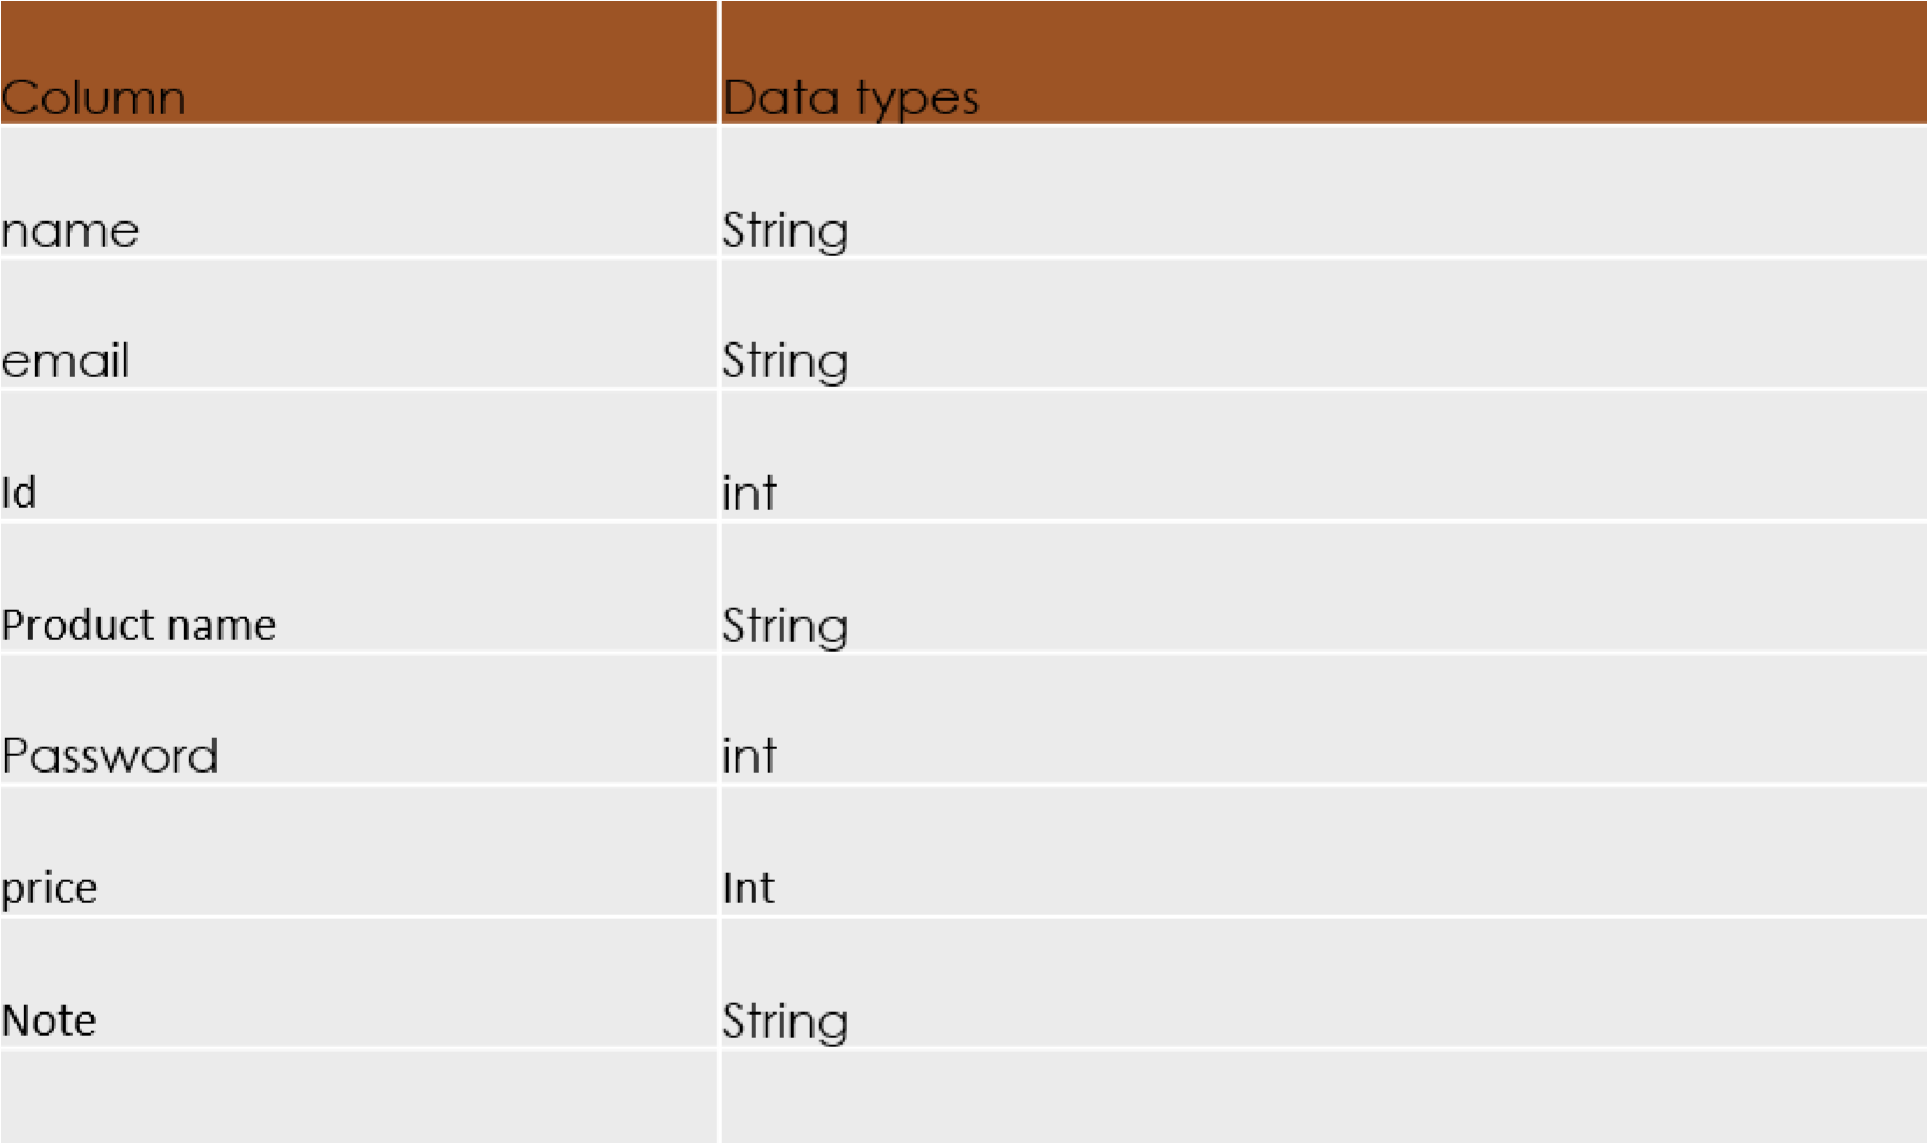 Column Data types
name String
email String
Id int
Product name String
Password int
price Int
Note String